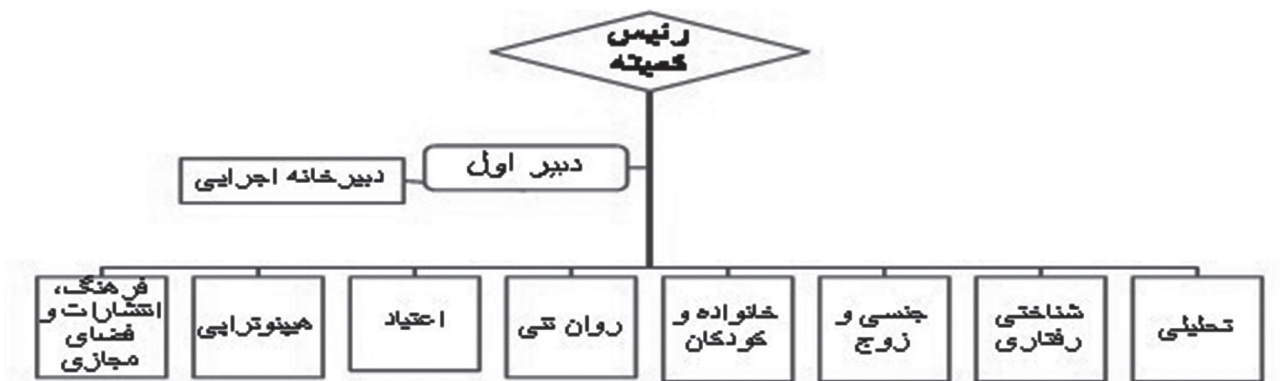 رئیس
کمیته
دبیر اول
دبیرخانه اجرایی
تحلیلی
شناختی
رفتاری
جنسی و
زوج
خانواده و
کودکان
روان تنی
اعتیاد
هیپنوتراپی
فرهنگ،
انتشارات و
فضای
مجازی